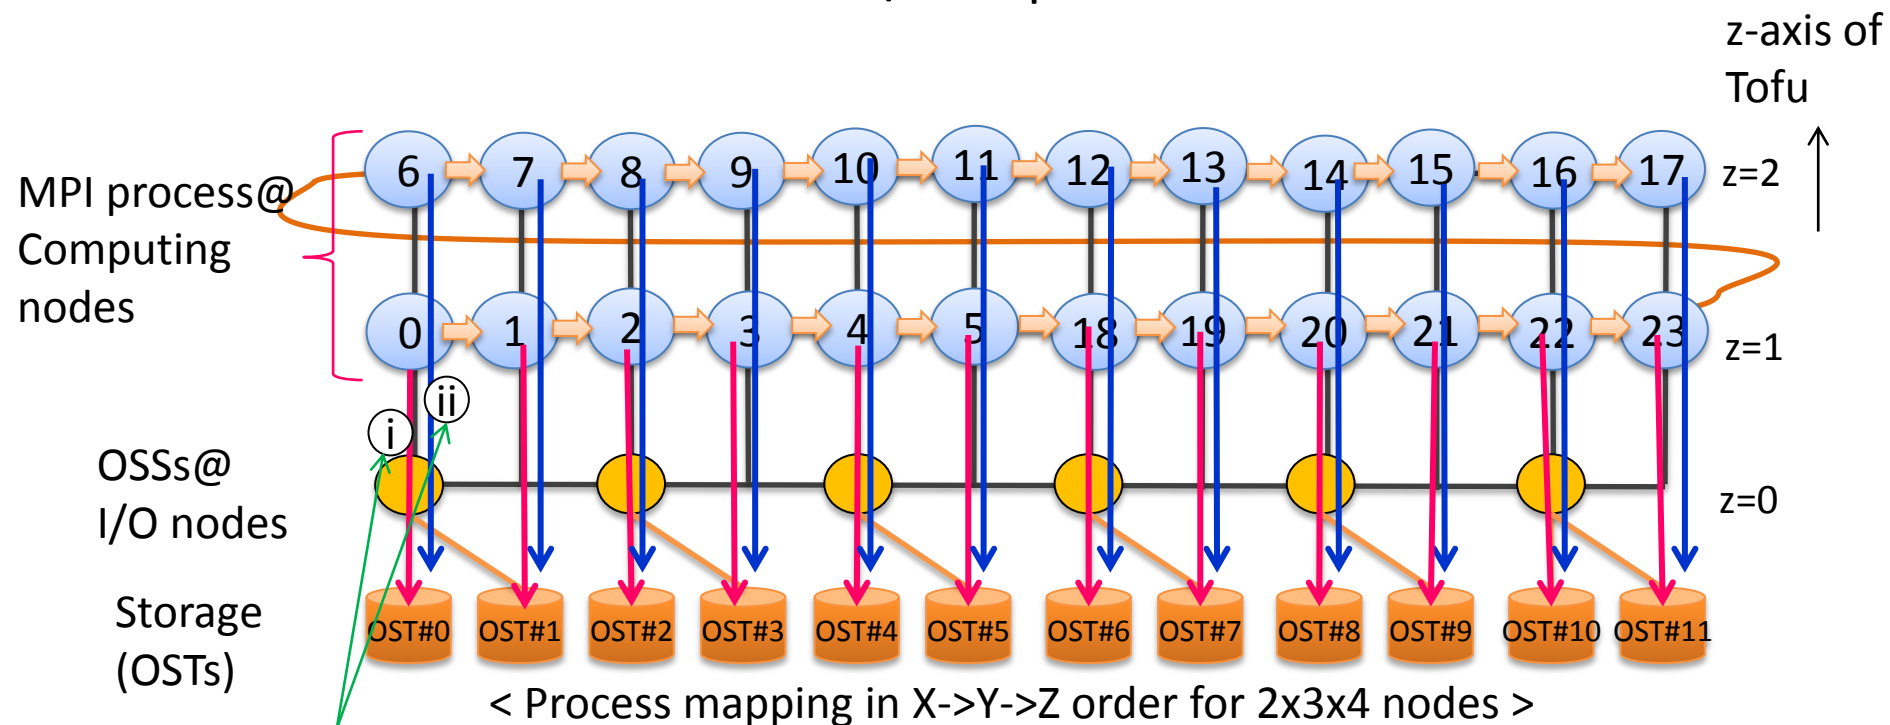 z-axis of
Tofu
6 7 8 9 10 11 12 13 14 15 16 17
z=2
MPI process@
Computing
nodes
0 1 2 3 4 5 18 19 20 21 22 23
z=1
i
ii
OSSs@
I/O nodes
z=0
Storage
(OSTs)
OST#0 OST#1 OST#2 OST#3 OST#4 OST#5 OST#6 OST#7 OST#8 OST#9 OST#10 OST#11
< Process mapping in X->Y->Z order for 2x3x4 nodes >